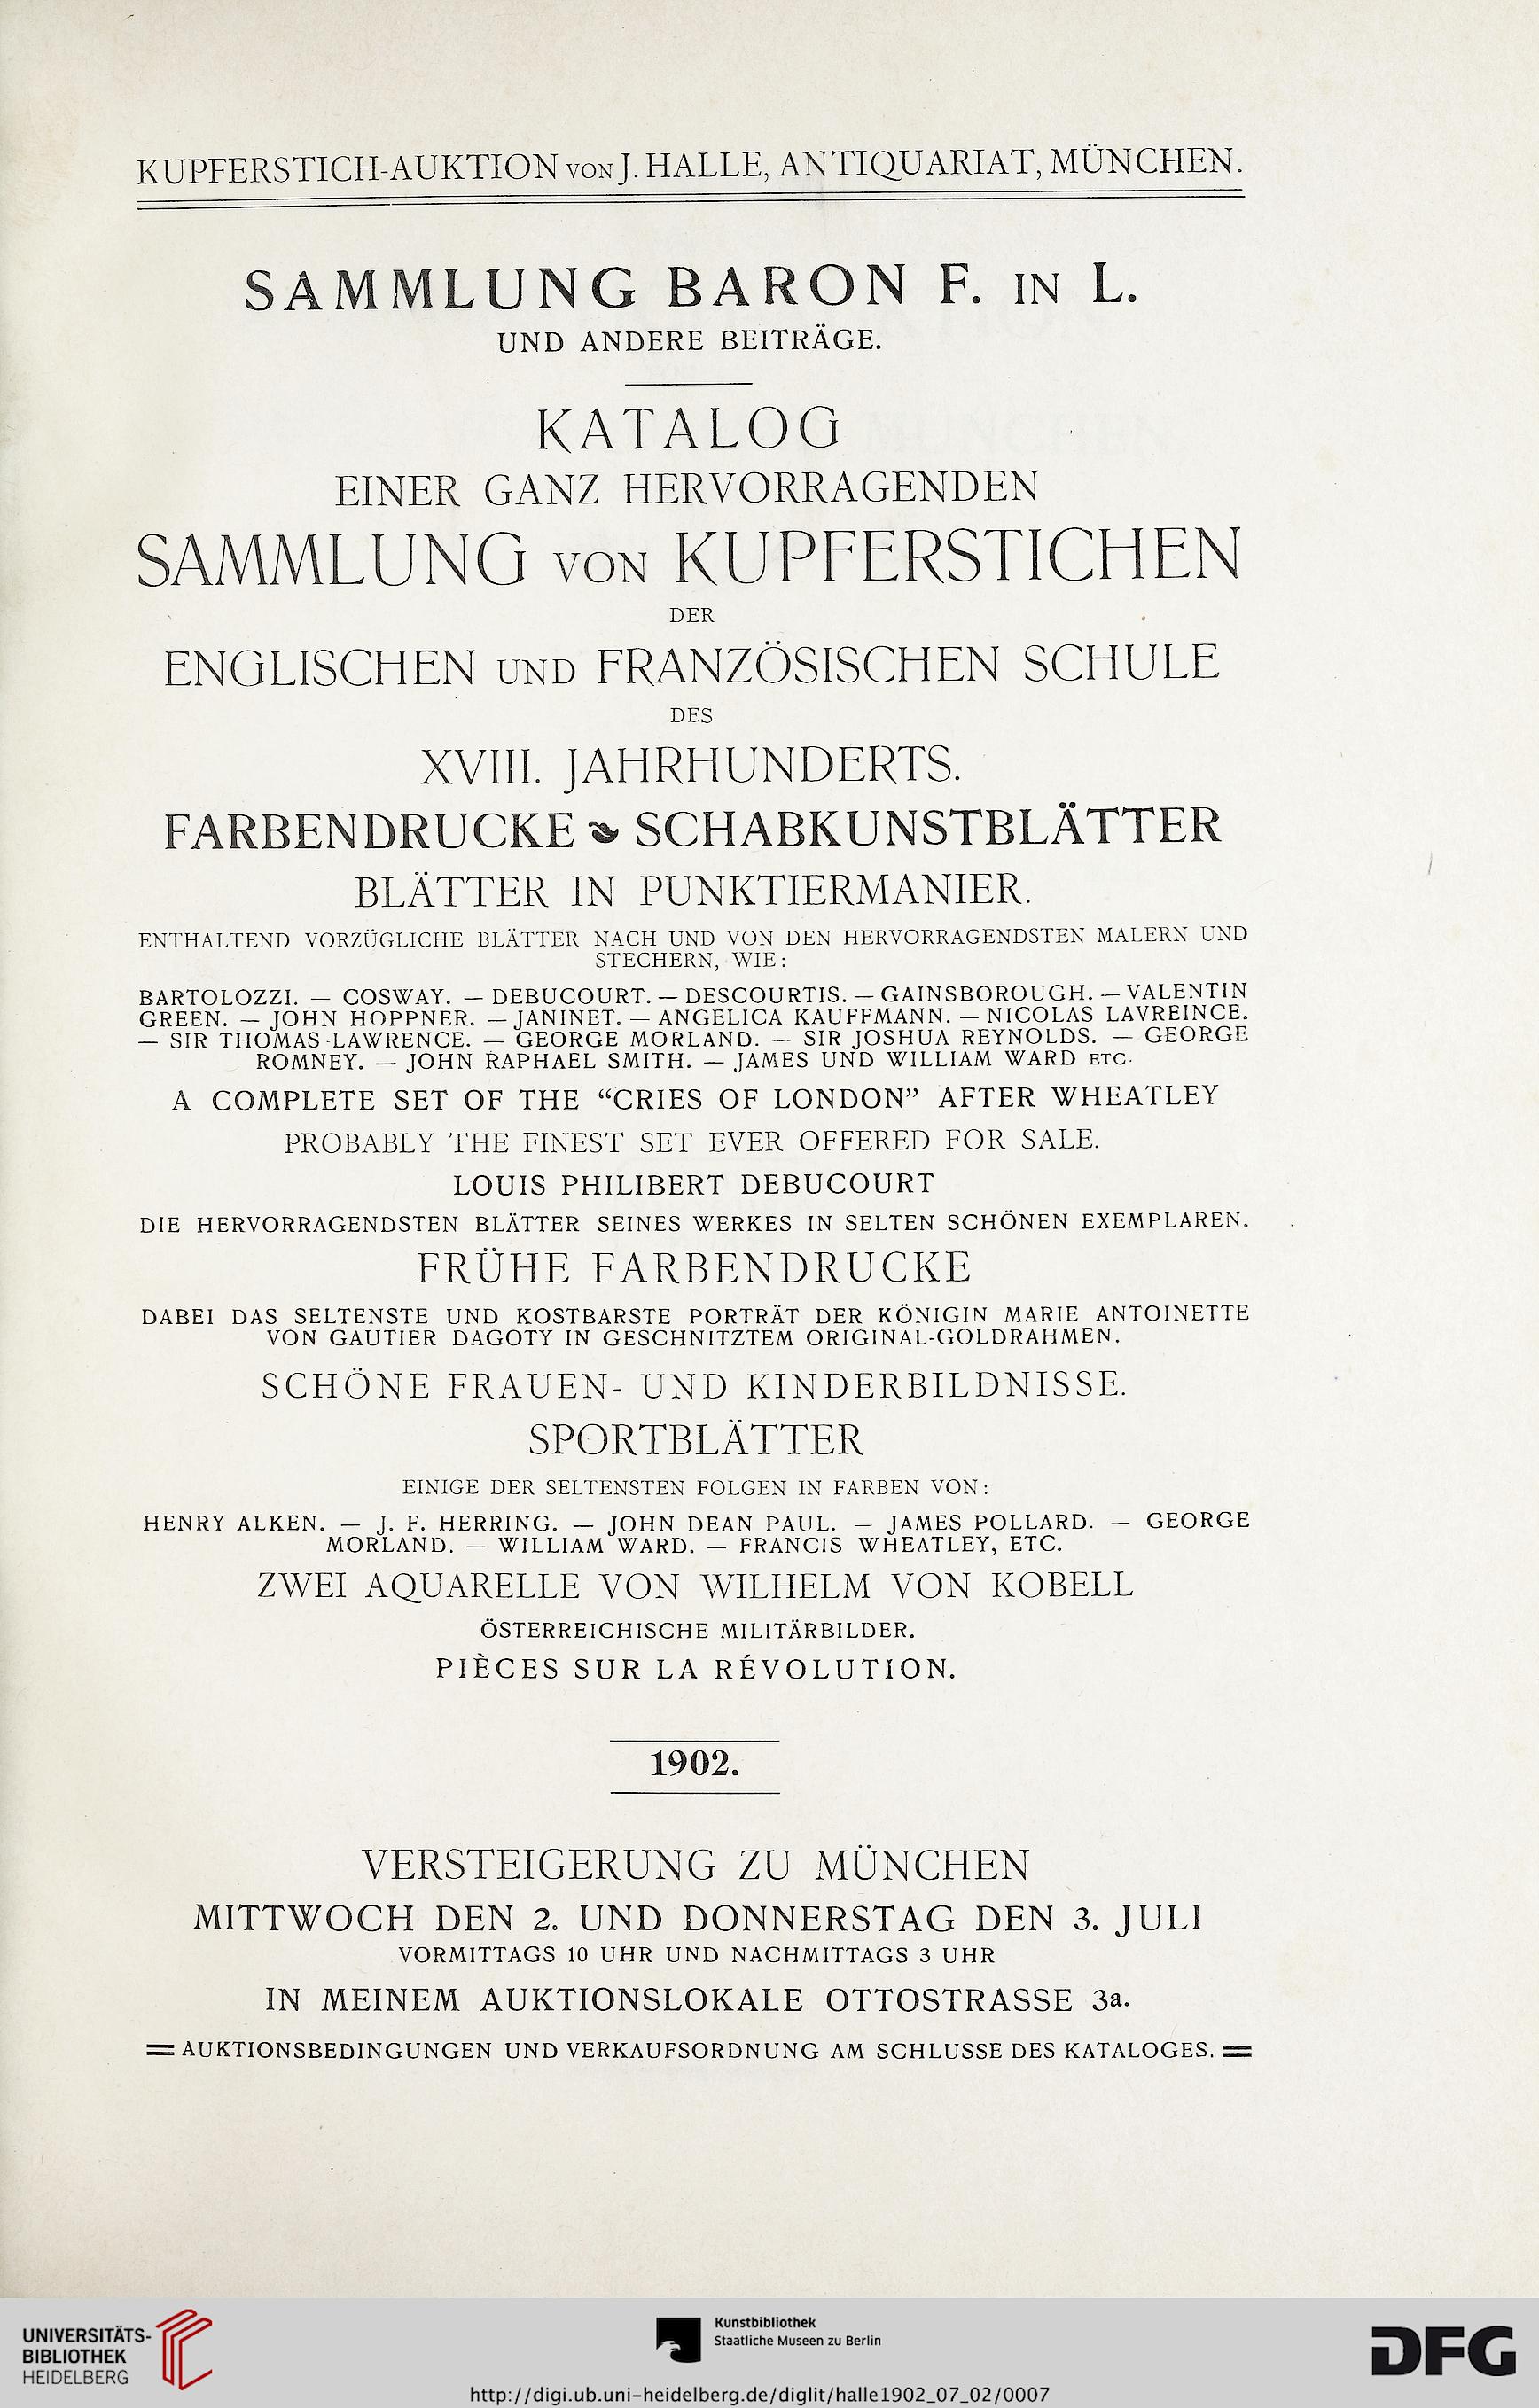 KUPFERSTICH-AUKTION VON J. HALLE, ANTIQUARIAT, MÜNCHEN.
SAMMLUNG BARON F. IN L.
UND ANDERE BEITRÄGE.
KATALOG
EINER GANZ HERVORRAGENDEN
SAMMLUNG VON KUPFERSTICHEN
DER
ENGLISCHEN UND FRANZÖSISCHEN SCHULE
DES
XVIII. JAHRHUNDERTS.
FARBENDRUCKE ❧ SCHABKUNSTBLÄTTER
BLÄTTER IN PUNKTIERMANIER.
ENTHALTEND VORZÜGLICHE BLÄTTER NACH UND VON DEN HERVORRAGENDSTEN MALERN UND
STECHERN, WIE:
BARTOLOZZI. — COSWAY. — DEBUCOURT. — DESCOURTIS. — GAINSBOROUGH. — VALENTIN
GREEN. — JOHN HOPPNER. — JANINET. — ANGELICA KAUFFMANN. — NICOLAS LAVREINCE.
— SIR THOMAS LAWRENCE. — GEORGE MORLAND. — SIR JOSHUA REYNOLDS. — GEORGE
ROMNEY. — JOHN RAPHAEL SMITH. — JAMES UND WILLIAM WARD ETC.
A COMPLETE SET OF THE “CRIES OF LONDON” AFTER WHEATLEY
PROBABLY THE FINEST SET EVER OFFERED FOR SALE.
LOUIS PHILIBERT DEBUCOURT
DIE HERVORRAGENDSTEN BLÄTTER SEINES WERKES IN SELTEN SCHÖNEN EXEMPLAREN.
FRÜHE FARBENDRUCKE
DABEI DAS SELTENSTE UND KOSTBARSTE PORTRÄT DER KÖNIGIN MARIE ANTOINETTE
VON GAUTIER DAGOTY IN GESCHNITZTEM ORIGINAL-GOLDRAHMEN.
SCHÖNE FRAUEN- UND KINDERBILDNISSE.
SPORTBLÄTTER
EINIGE DER SELTENSTEN FOLGEN IN FARBEN VON:
HENRY ALKEN. — J. F. HERRING. — JOHN DEAN PAUL. — JAMES POLLARD. — GEORGE
MORLAND. — WILLIAM WARD. — FRANCIS WHEATLEY, ETC.
ZWEI AQUARELLE VON WILHELM VON KOBELL
ÖSTERREICHISCHE MILITÄRBILDER.
PIÈCES SUR LA RÉVOLUTION.
1902.
VERSTEIGERUNG ZU MÜNCHEN
MITTWOCH DEN 2. UND DONNERSTAG DEN 3. JULI
VORMITTAGS 10 UHR UND NACHMITTAGS 3 UHR
IN MEINEM AUKTIONSLOKALE OTTOSTRASSE 3a.
AUKTIONSBEDINGUNGEN UND VERKAUFSORDNUNG AM SCHLUSSE DES KATALOGES.
UNIVERSITÄTS-
BIBLIOTHEK
HEIDELBERG
Kunstbibliothek
Staatliche Museen zu Berlin
DFG
http://digi.ub.uni-heidelberg.de/diglit/halle1902_07_02/0007